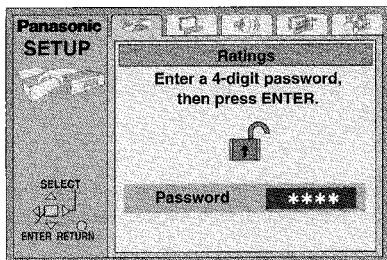 Panasonic
SETUP
Ratings
Enter a 4-digit password,
then press ENTER.
Password ****
SELECT
ENTER RETURN